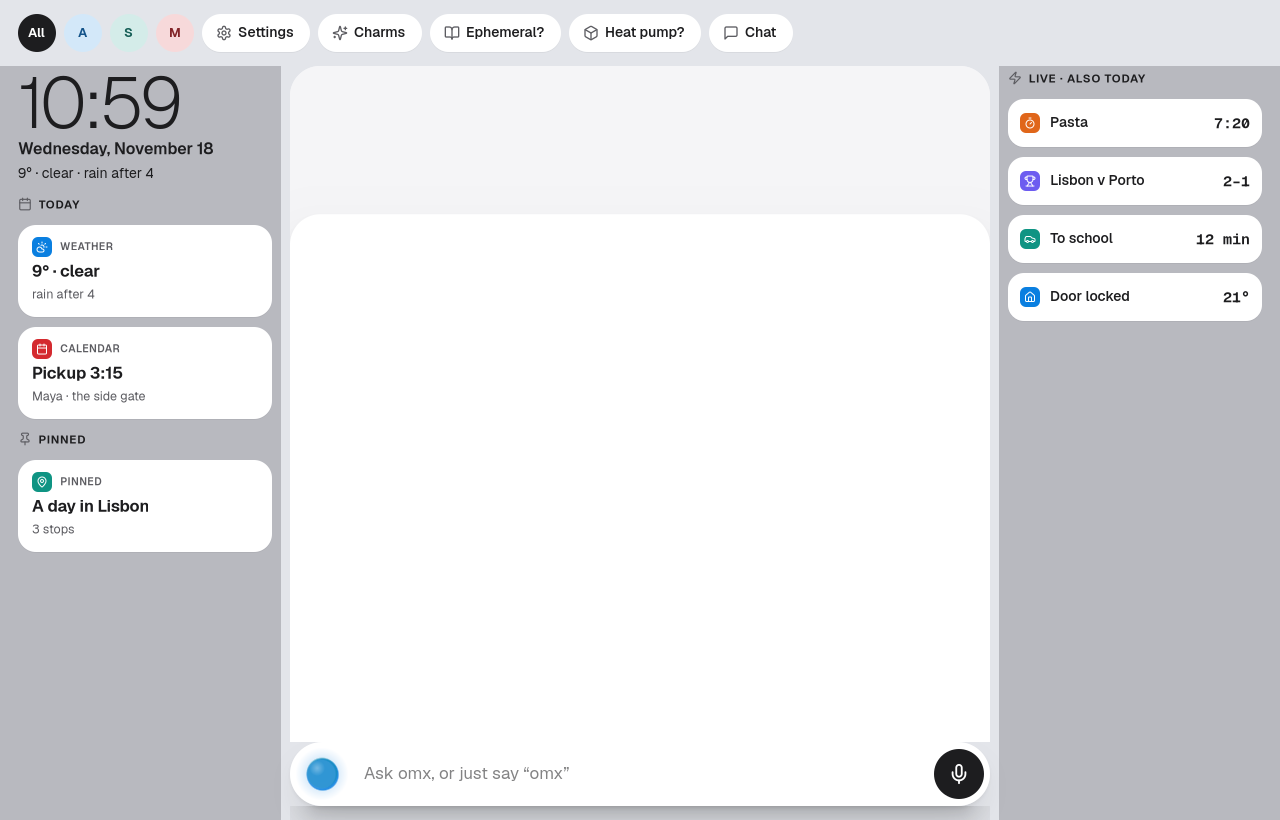 All
A
S
M
Settings
Charms
Ephemeral?
Heat pump?
Chat
10:59
Wednesday, November 18
9° · clear · rain after 4
TODAY
WEATHER
9° · clear
rain after 4
CALENDAR
Pickup 3:15
Maya · the side gate
PINNED
PINNED
A day in Lisbon
3 stops
Ask omx, or just say “omx”
LIVE · ALSO TODAY
Pasta 7:20
Lisbon v Porto 2–1
To school 12 min
Door locked 21°